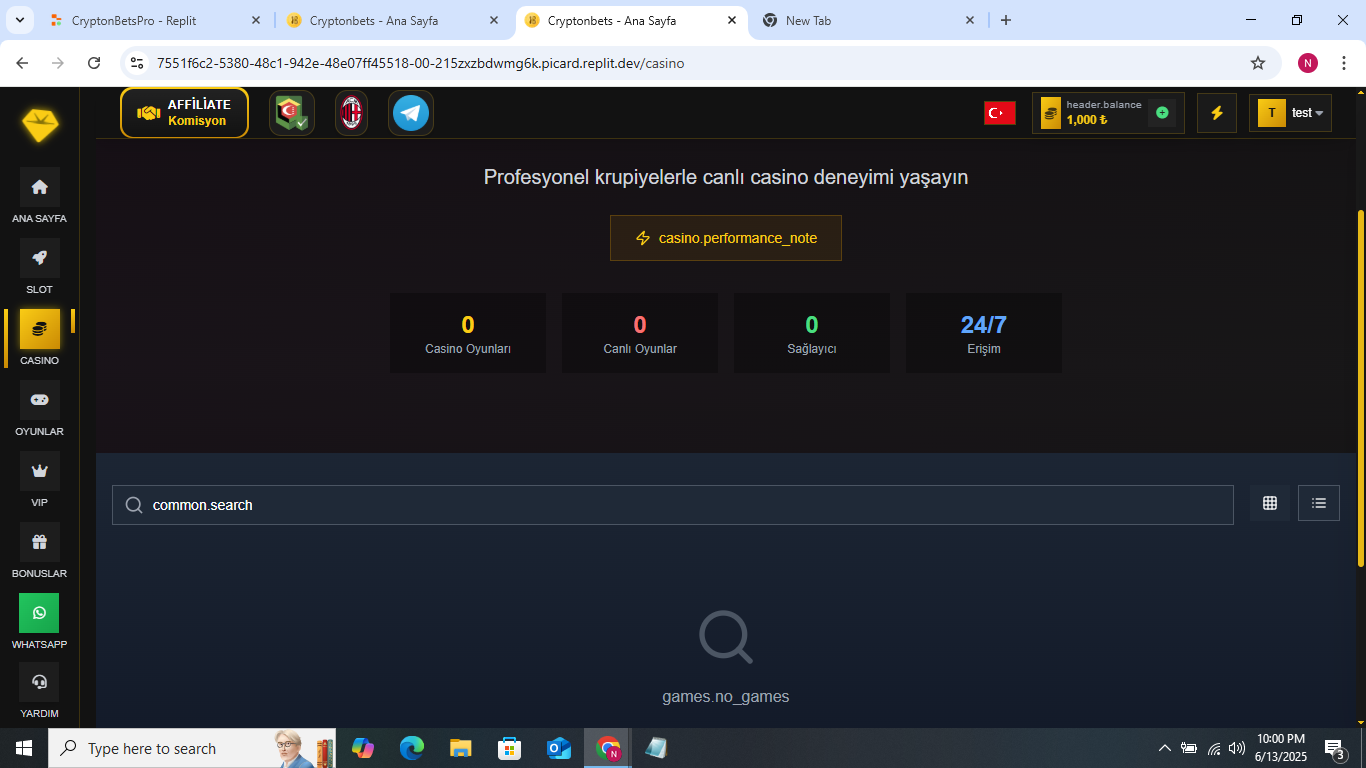 CryptonBetsPro - Replit
Cryptonbets - Ana Sayfa
Cryptonbets - Ana Sayfa
New Tab
7551f6c2-5380-48c1-942e-48e07ff45518-00-215zxzbdwmg6k.picard.replit.dev/casino
N
AFFİLİATE
Komisyon
header.balance
1,000 ₺
T
test
ANA SAYFA
SLOT
CASINO
OYUNLAR
VIP
BONUSLAR
WHATSAPP
YARDIM
Profesyonel krupiyelerle canlı casino deneyimi yaşayın
casino.performance_note
0
Casino Oyunları
0
Canlı Oyunlar
0
Sağlayıcı
24/7
Erişim
common.search
games.no_games
Type here to search
N
10:00 PM
6/13/2025
3